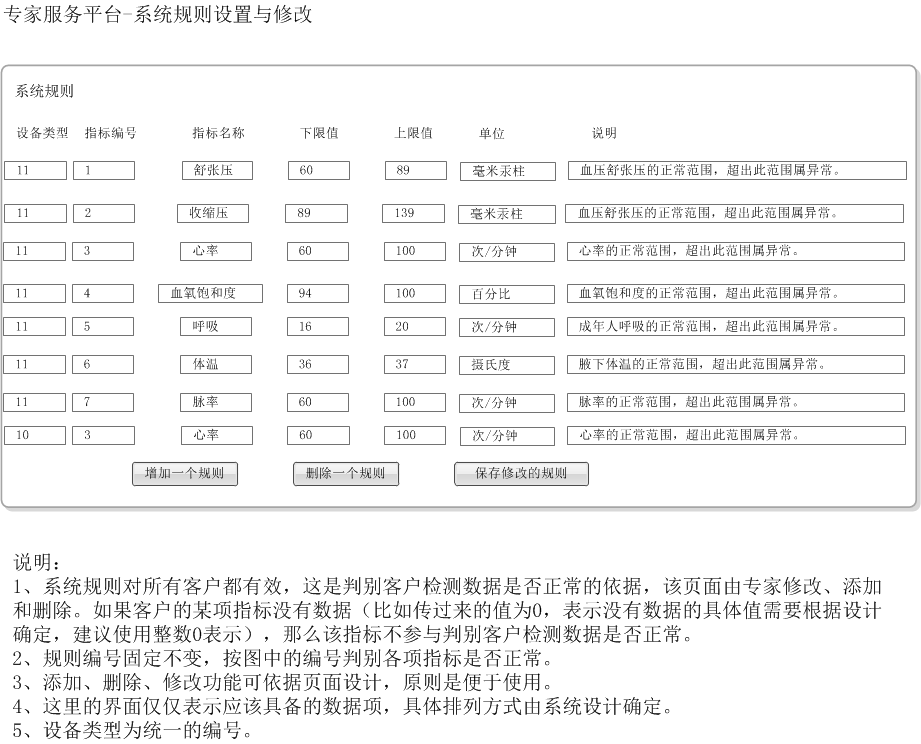 专家服务平台-系统规则设置与修改
系统规则
设备类型 指标编号 指标名称 下限值 上限值 单位 说明
11 1 舒张压 60 89 毫米汞柱 血压舒张压的正常范围，超出此范围属异常。
11 2 收缩压 89 139 毫米汞柱 血压舒张压的正常范围，超出此范围属异常。
11 3 心率 60 100 次/分钟 心率的正常范围，超出此范围属异常。
11 4 血氧饱和度 94 100 百分比 血氧饱和度的正常范围，超出此范围属异常。
11 5 呼吸 16 20 次/分钟 成年人呼吸的正常范围，超出此范围属异常。
11 6 体温 36 37 摄氏度 腋下体温的正常范围，超出此范围属异常。
11 7 脉率 60 100 次/分钟 脉率的正常范围，超出此范围属异常。
10 3 心率 60 100 次/分钟 心率的正常范围，超出此范围属异常。
增加一个规则 删除一个规则 保存修改的规则
说明：
1、系统规则对所有客户都有效，这是判别客户检测数据是否正常的依据，该页面由专家修改、添加
和删除。如果客户的某项指标没有数据（比如传过来的值为0，表示没有数据的具体值需要根据设计
确定，建议使用整数0表示），那么该指标不参与判别客户检测数据是否正常。
2、规则编号固定不变，按图中的编号判别各项指标是否正常。
3、添加、删除、修改功能可依据页面设计，原则是便于使用。
4、这里的界面仅仅表示应该具备的数据项，具体排列方式由系统设计确定。
5、设备类型为统一的编号。